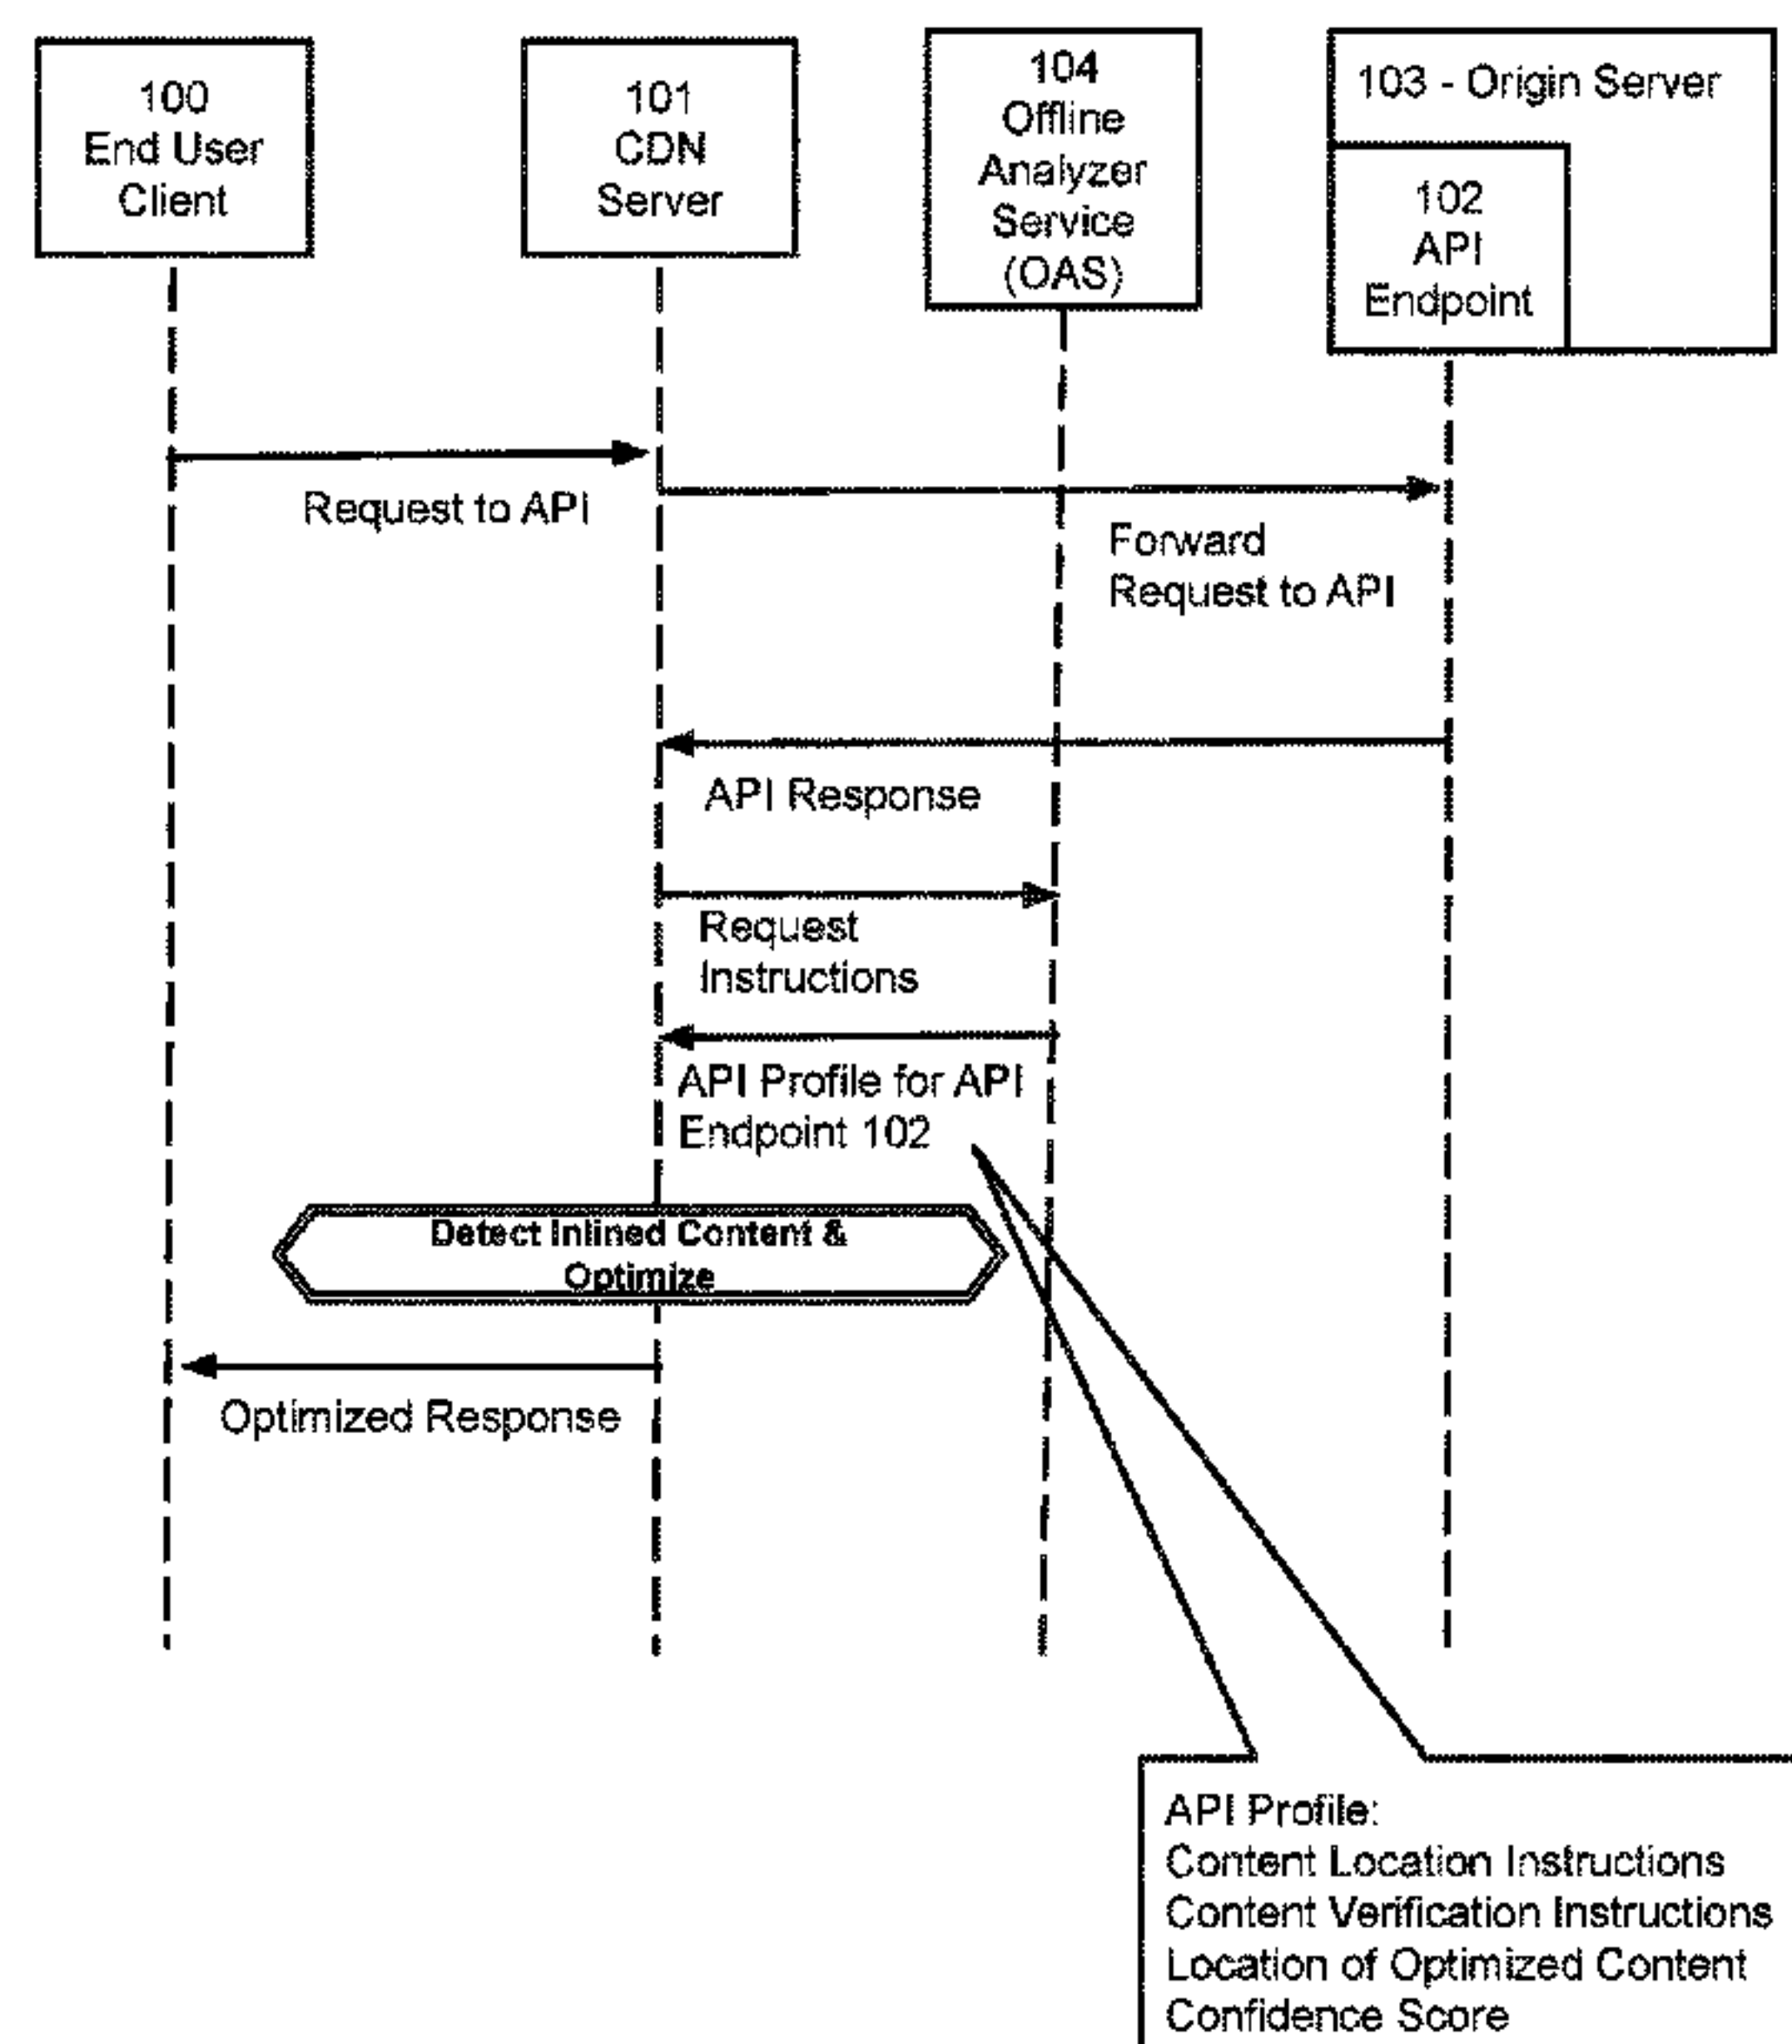 100
End User
Client
101
CDN
Server
104
Offline
Analyzer
Service
(OAS)
103 - Origin Server
102
API
Endpoint
Request to API
Forward
Request to API
API Response
Request
Instructions
API Profile for API
Endpoint 102
Detect Inlined Content &
Optimize
Optimized Response
API Profile:
Content Location Instructions
Content Verification Instructions
Location of Optimized Content
Confidence Score